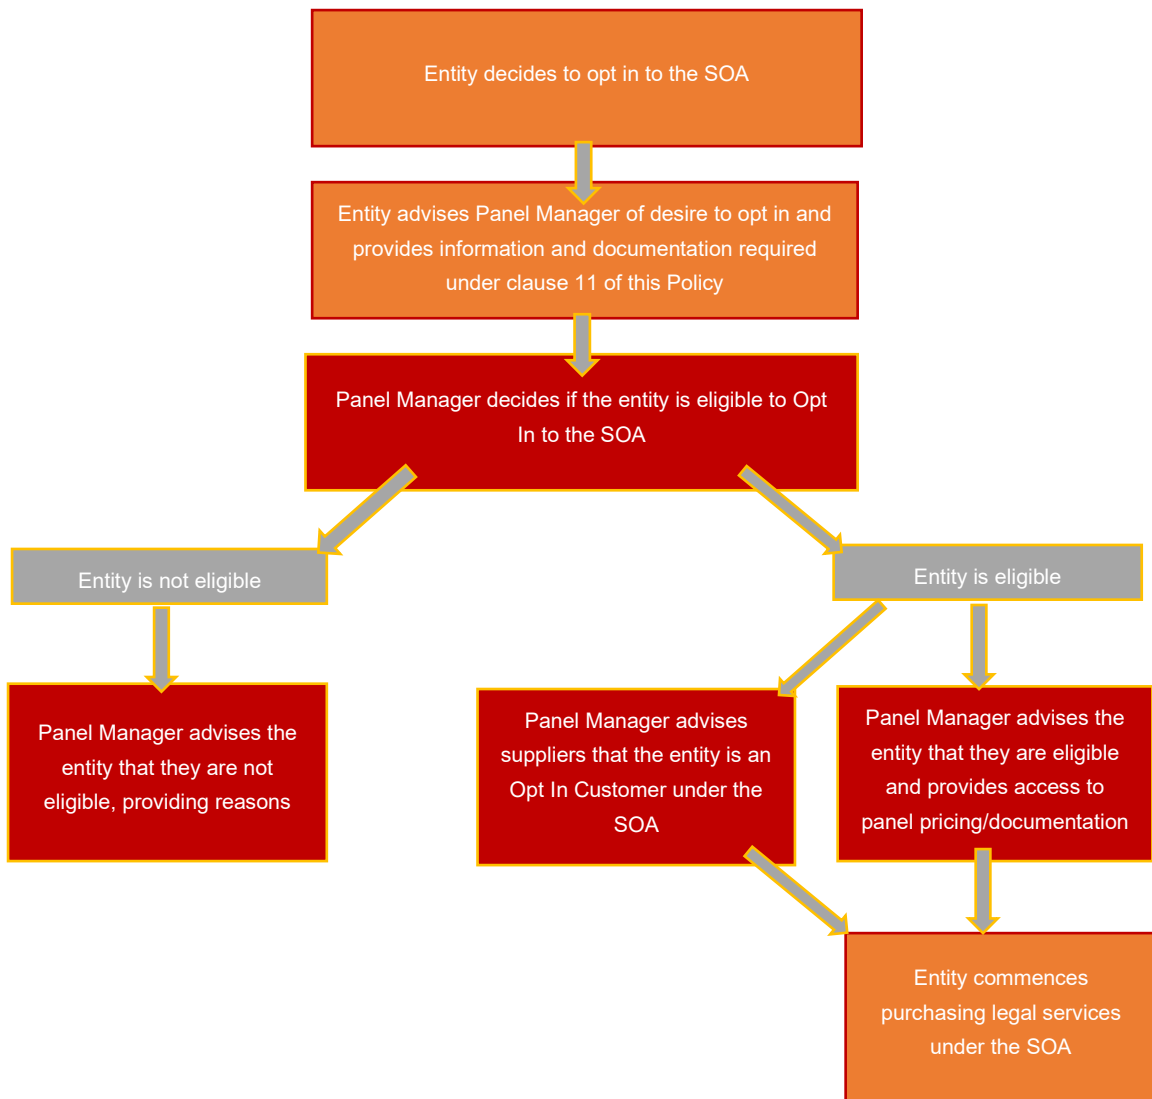 Entity decides to opt in to the SOA
Entity advises Panel Manager of desire to opt in and
provides information and documentation required
under clause 11 of this Policy
Panel Manager decides if the entity is eligible to Opt
In to the SOA
Entity is not eligible
Entity is eligible
Panel Manager advises the
entity that they are not
eligible, providing reasons
Panel Manager advises
suppliers that the entity is an
Opt In Customer under the
SOA
Panel Manager advises the
entity that they are eligible
and provides access to
panel pricing/documentation
Entity commences
purchasing legal services
under the SOA